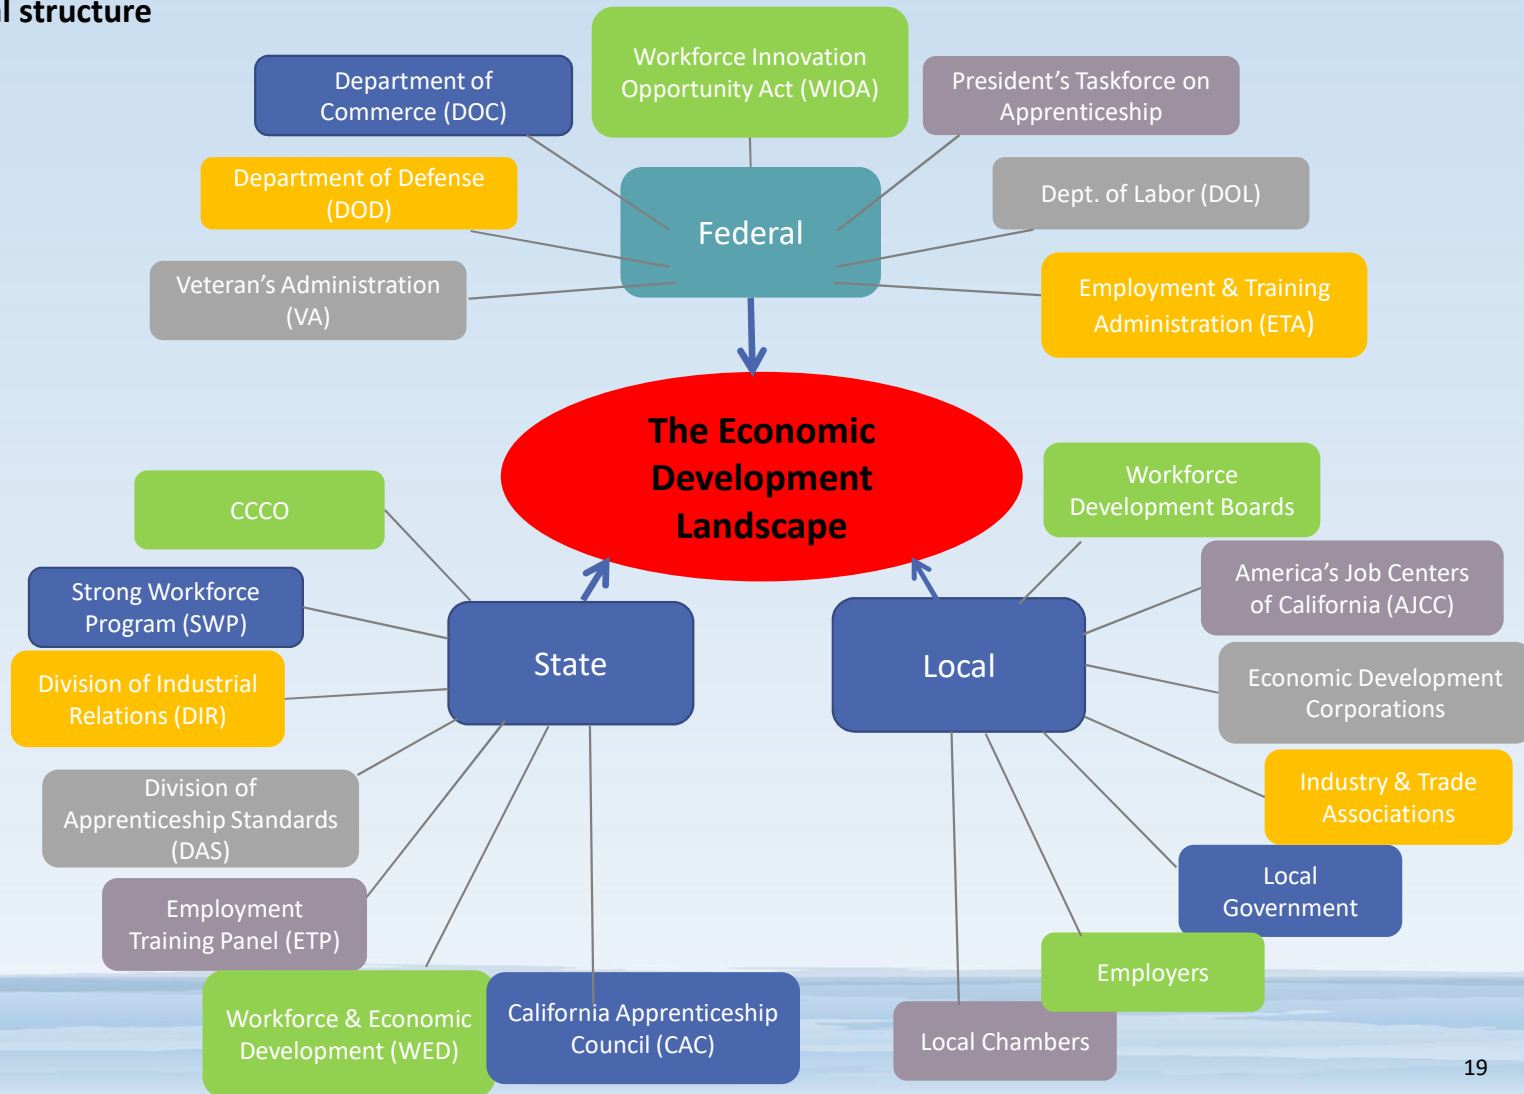 structure
Workforce Innovation
Opportunity Act (WIOA)
Department of
Commerce (DOC)
President’s Taskforce on
Apprenticeship
Department of Defense
(DOD)
Federal
Dept. of Labor (DOL)
Veteran’s Administration
(VA)
Employment & Training
Administration (ETA)
The Economic
Development
Landscape
CCCO
Strong Workforce
Program (SWP)
Division of Industrial
Relations (DIR)
State
Division of
Apprenticeship Standards
(DAS)
Employment
Training Panel (ETP)
Workforce & Economic
Development (WED)
California Apprenticeship
Council (CAC)
Workforce
Development Boards
America’s Job Centers
of California (AJCC)
Local
Economic Development
Corporations
Industry & Trade
Associations
Local
Government
Employers
Local Chambers
19